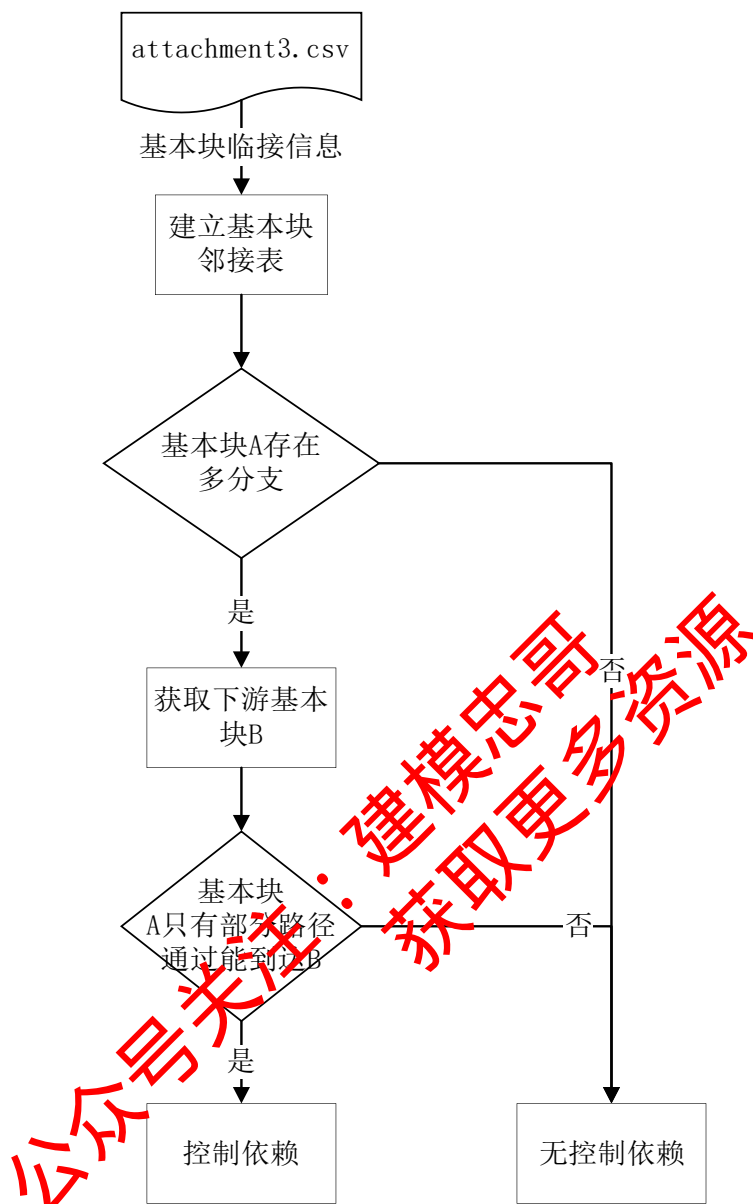 attachment3.csv
基本块临接信息
建立基本块
邻接表
基本块A存在
多分支
是
否
获取下游基本
块B
基本块
A只有部分路径
通过能到达B
否
是
控制依赖
无控制依赖
公众号关注：建模忠哥
获取更多资源